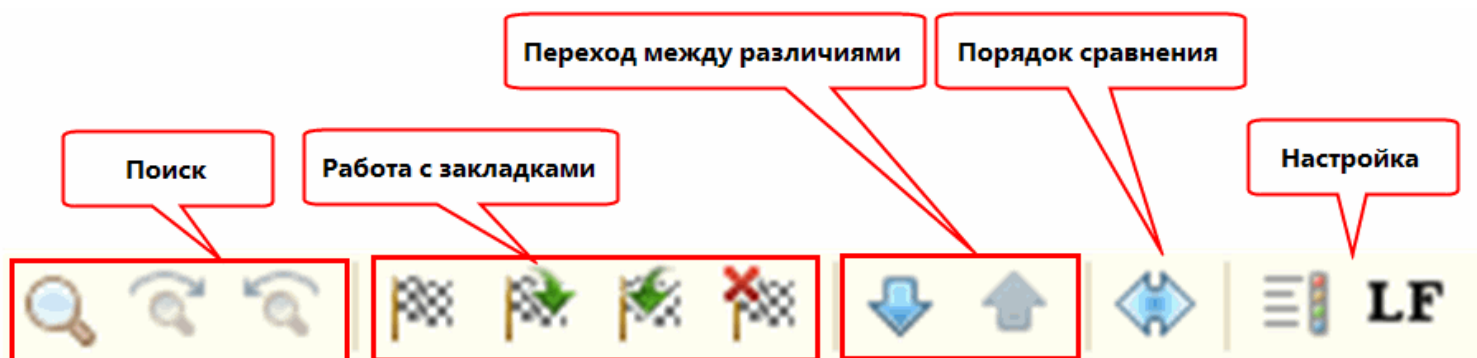 Переход между различиями
Порядок сравнения
Поиск
Работа с закладками
Настройка
LF